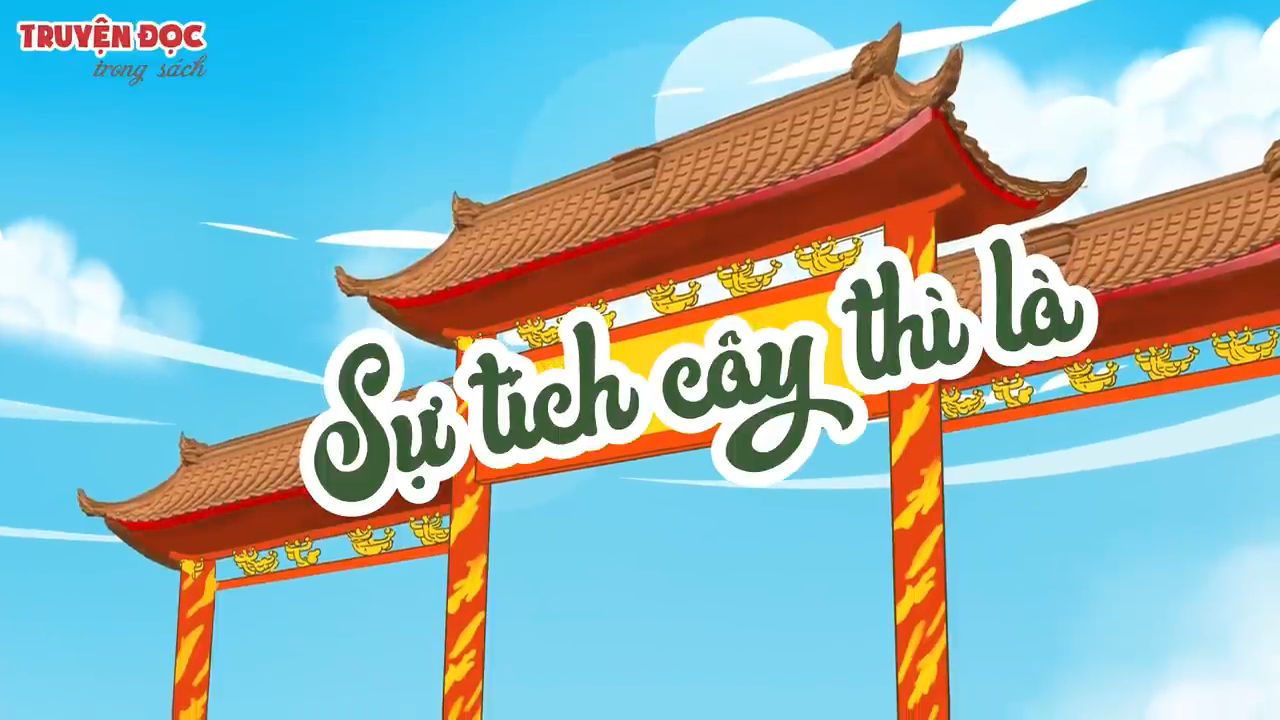 TRUYỆN ĐỌC
trong sách
Sự tích cây thì là